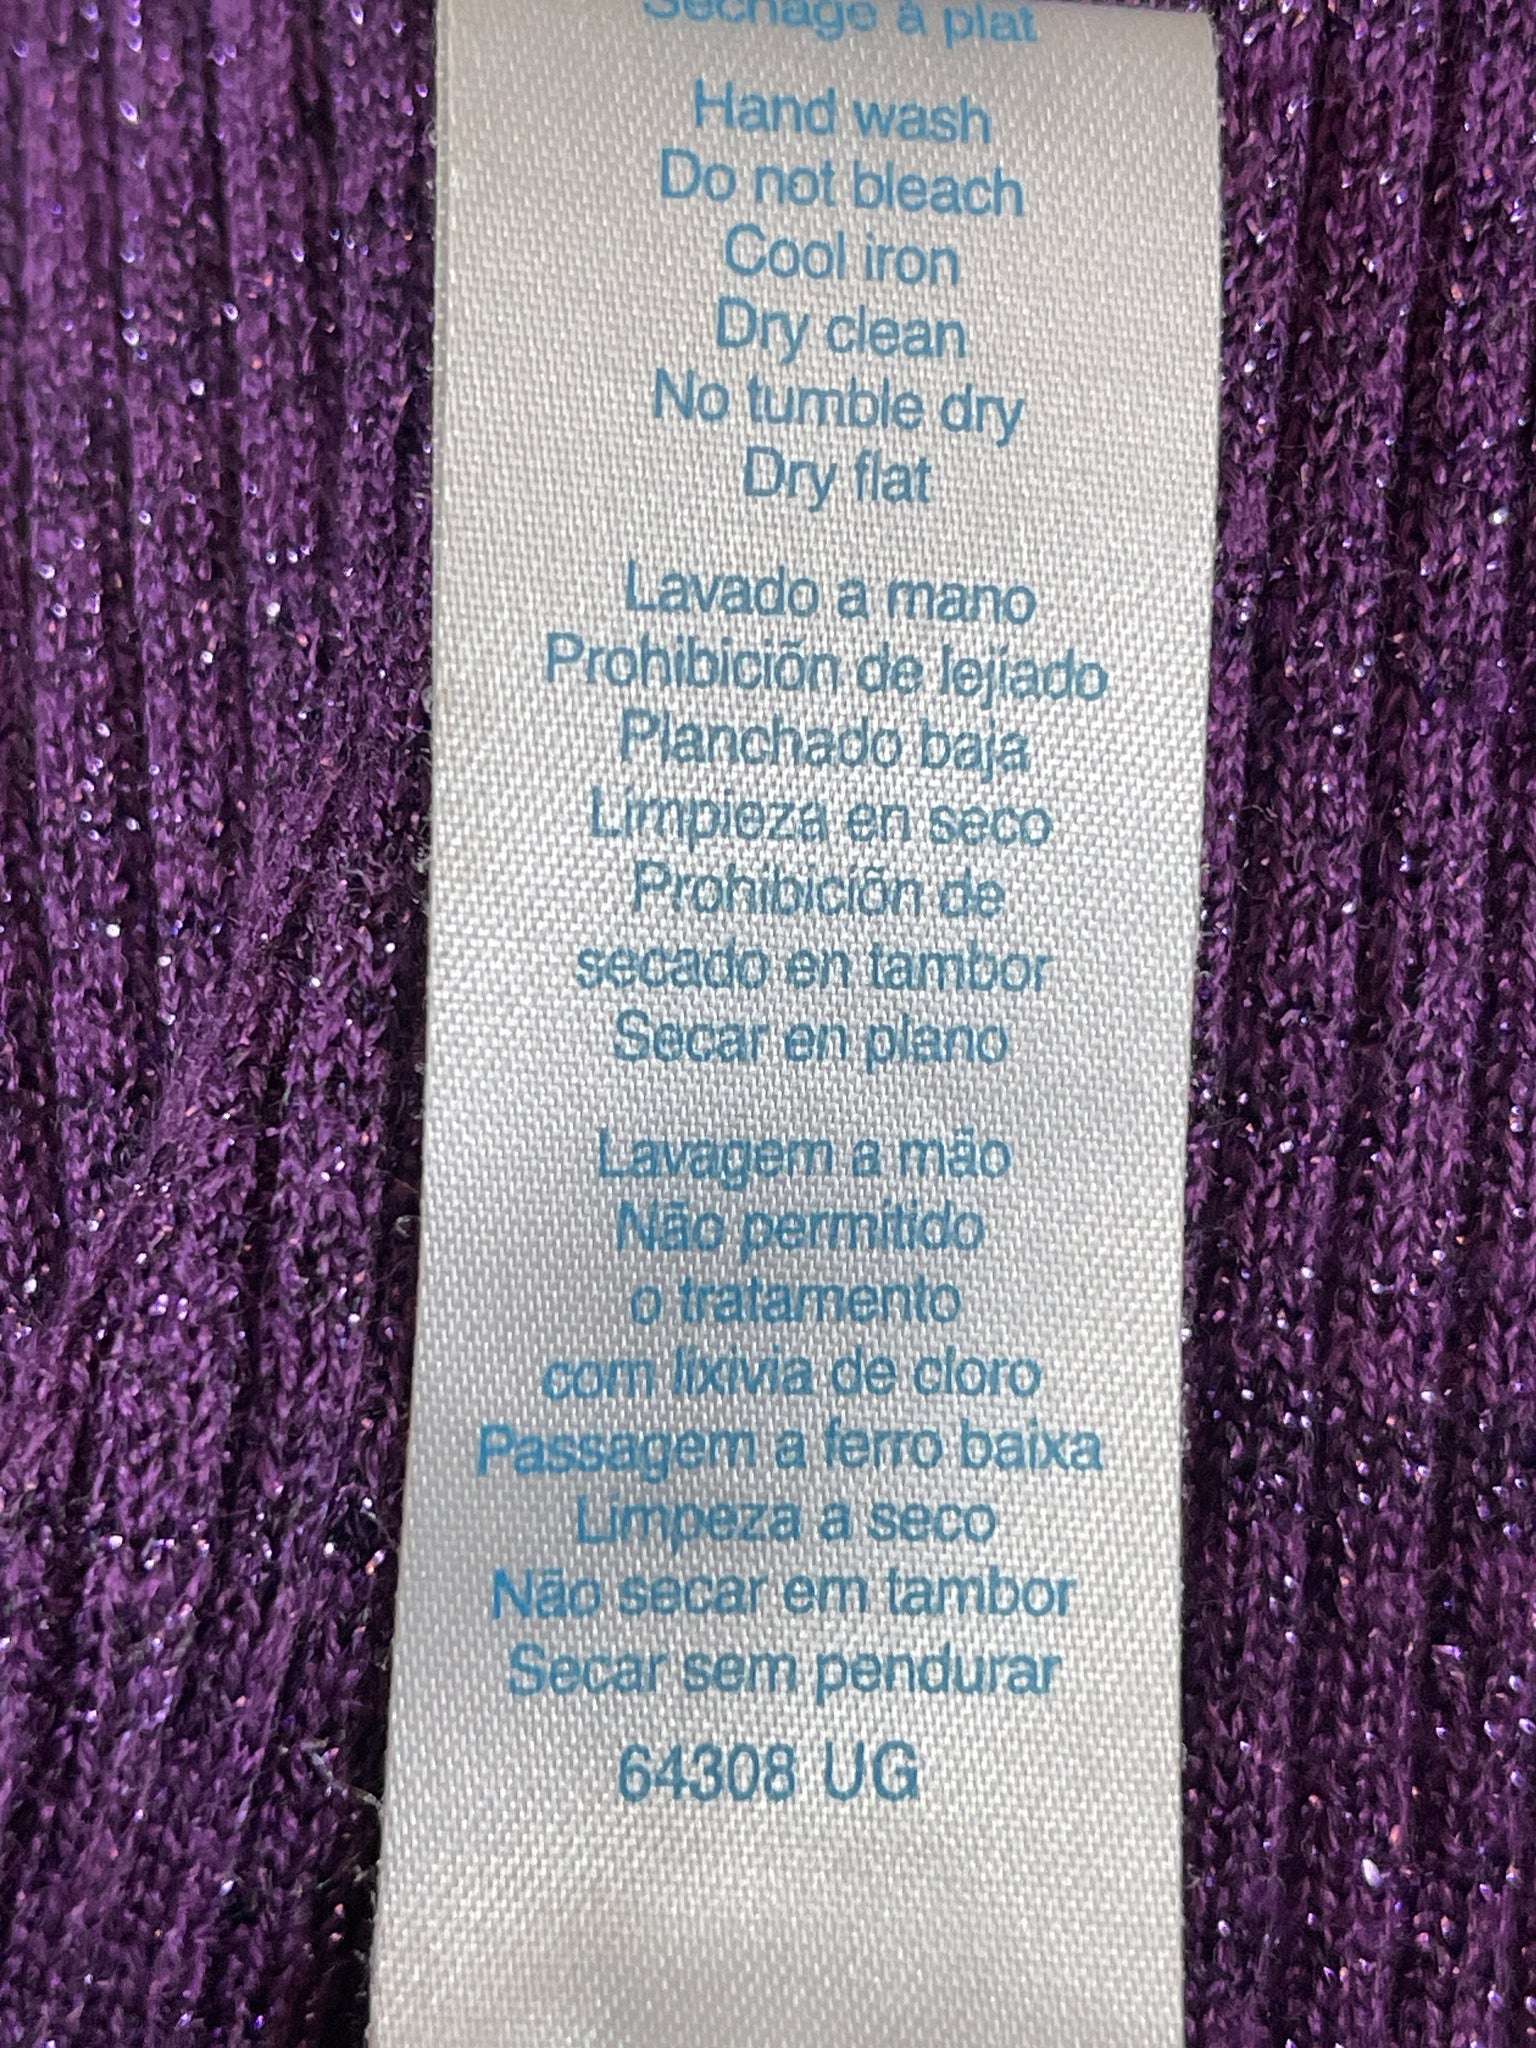 Séchage à plat
Hand wash
Do not bleach
Cool iron
Dry clean
No tumble dry
Dry flat
Lavado a mano
Prohibiciõn de lejiado
Planchado baja
Limpieza en seco
Prohibiciõn de
secado en tambor
Secar en plano
Lavagem a mão
Não permitido
o tratamento
com lixivia de cloro
Passagem a ferro baixa
Limpeza a seco
Não secar em tambor
Secar sem pendurar
64308 UG